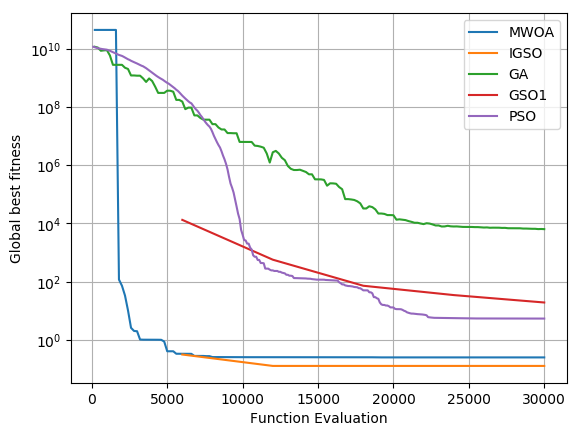 Global best fitness
10^10
10^8
10^6
10^4
10^2
10^0
MWOA
IGSO
GA
GSO1
PSO
0 5000 10000 15000 20000 25000 30000
Function Evaluation